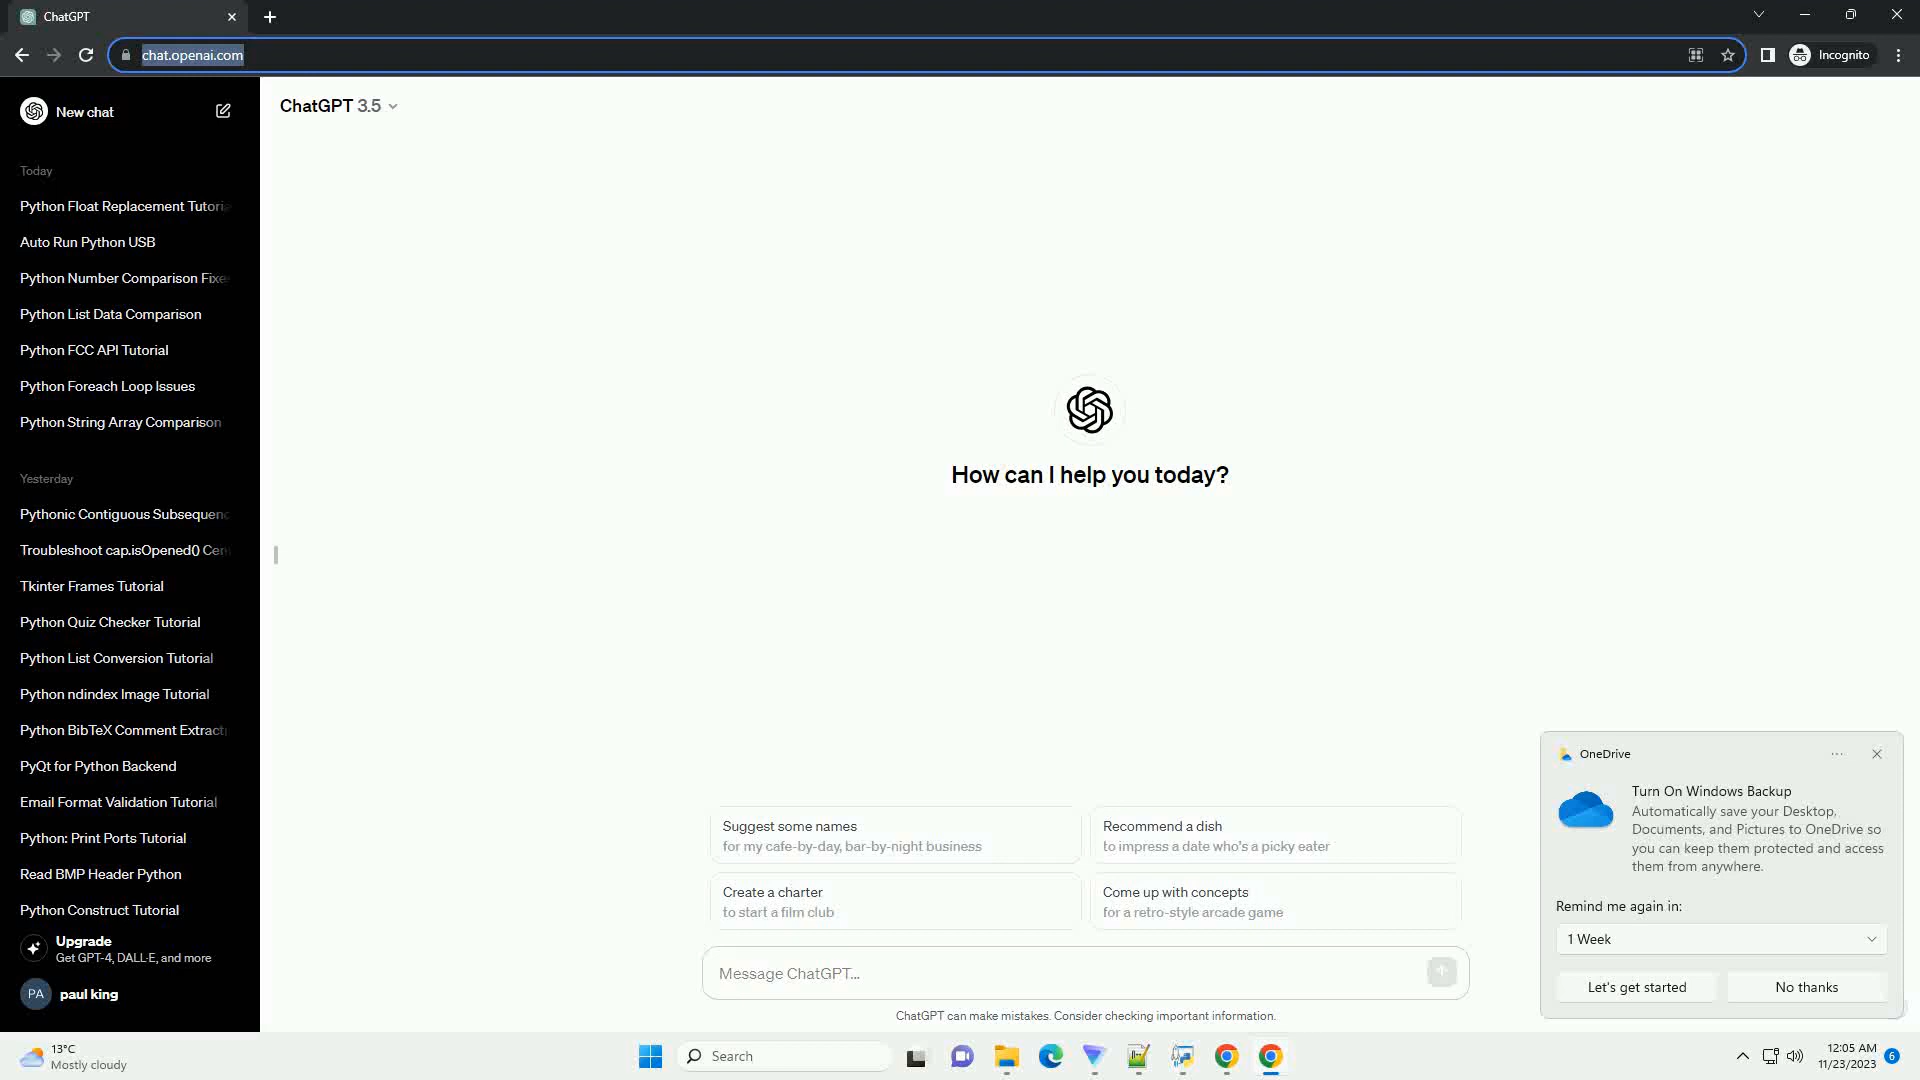 ChatGPT
chat.openai.com
Incognito
New chat
ChatGPT 3.5
Today
Python Float Replacement Tutoria
Auto Run Python USB
Python Number Comparison Fixe
Python List Data Comparison
Python FCC API Tutorial
Python Foreach Loop Issues
Python String Array Comparison
Yesterday
Pythonic Contiguous Subsequenc
Troubleshoot cap.isOpened() Cen
Tkinter Frames Tutorial
Python Quiz Checker Tutorial
Python List Conversion Tutorial
Python ndindex Image Tutorial
Python BibTeX Comment Extract
PyQt for Python Backend
Email Format Validation Tutorial
Python: Print Ports Tutorial
Read BMP Header Python
Python Construct Tutorial
Upgrade
Get GPT-4, DALL·E, and more
PA paul king
How can I help you today?
Suggest some names
for my cafe-by-day, bar-by-night business
Recommend a dish
to impress a date who's a picky eater
Create a charter
to start a film club
Come up with concepts
for a retro-style arcade game
Message ChatGPT...
ChatGPT can make mistakes. Consider checking important information.
OneDrive
Turn On Windows Backup
Automatically save your Desktop,
Documents, and Pictures to OneDrive so
you can keep them protected and access
them from anywhere.
Remind me again in:
1 Week
Let's get started
No thanks
13°C
Mostly cloudy
Search
12:05 AM
11/23/2023
6